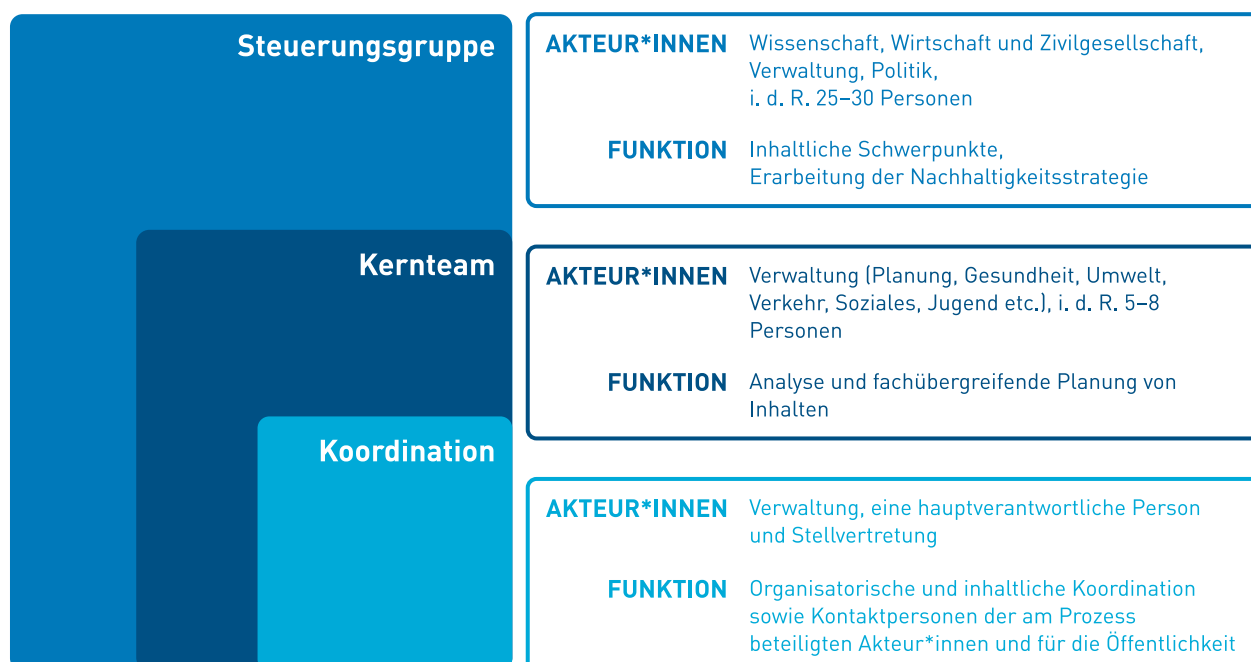 Steuerungsgruppe
AKTEUR*INNEN Wissenschaft, Wirtschaft und Zivilgesellschaft,
Verwaltung, Politik,
i. d. R. 25–30 Personen
FUNKTION Inhaltliche Schwerpunkte,
Erarbeitung der Nachhaltigkeitsstrategie
Kernteam
AKTEUR*INNEN Verwaltung (Planung, Gesundheit, Umwelt,
Verkehr, Soziales, Jugend etc.), i. d. R. 5–8
Personen
FUNKTION Analyse und fachübergreifende Planung von
Inhalten
Koordination
AKTEUR*INNEN Verwaltung, eine hauptverantwortliche Person
und Stellvertretung
FUNKTION Organisatorische und inhaltliche Koordination
sowie Kontaktpersonen der am Prozess
beteiligten Akteur*innen und für die Öffentlichkeit